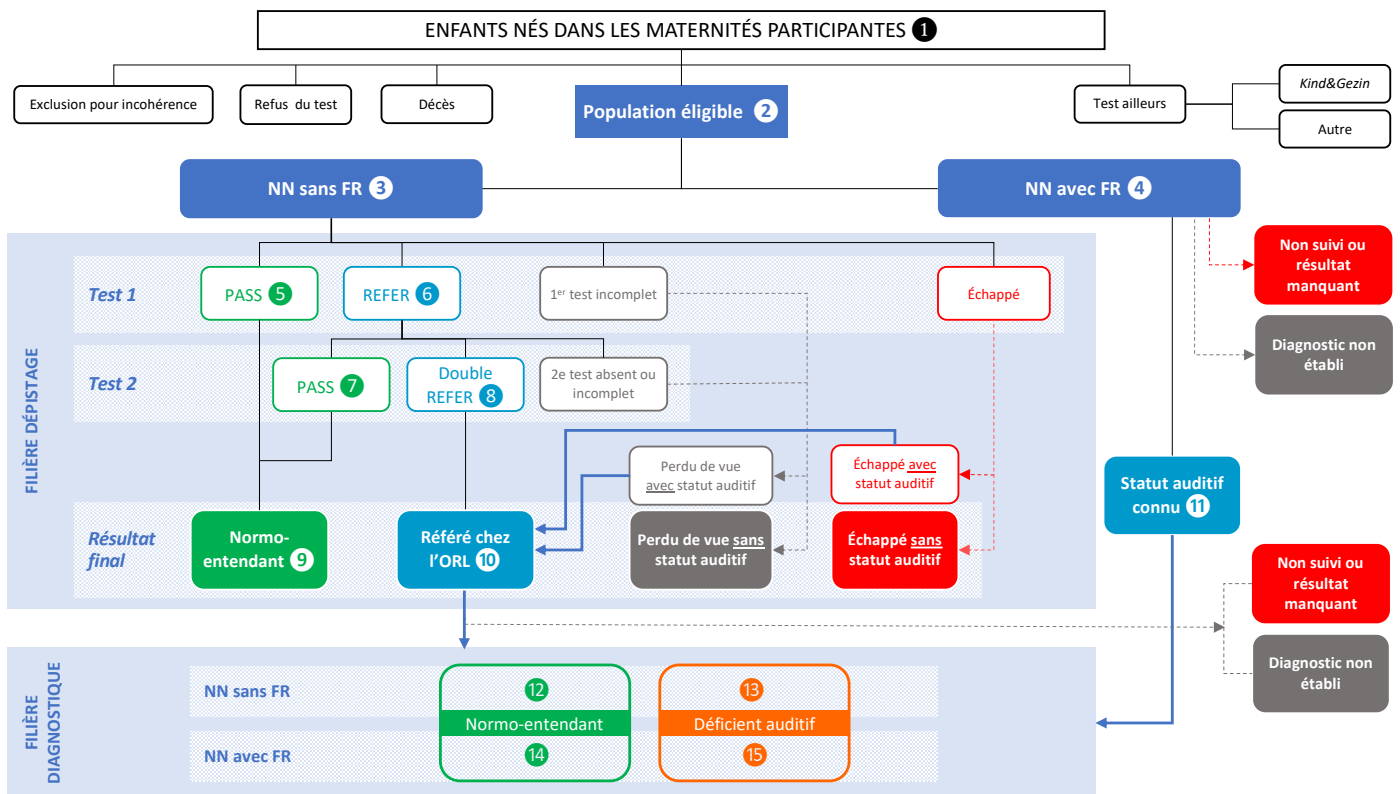 ENFANTS NÉS DANS LES MATERNITÉS PARTICIPANTES 1
Exclusion pour incohérence
Refus du test
Décès
Population éligible 2
Test ailleurs
Kind&Gezin
Autre
NN sans FR 3
NN avec FR 4
FILIÈRE DÉPISTAGE
Test 1
PASS 5
REFER 6
1er test incomplet
Échappé
Non suivi ou
résultat
manquant
Diagnostic non
établi
Test 2
PASS 7
Double
REFER 8
2e test absent ou
incomplet
Perdu de vue
avec statut auditif
Échappé avec
statut auditif
Statut auditif
connu 11
Résultat
final
Normo-
entendant 9
Référé chez
l'ORL 10
Perdu de vue sans
statut auditif
Échappé sans
statut auditif
Non suivi ou
résultat
manquant
Diagnostic non
établi
FILIÈRE
DIAGNOSTIQUE
NN sans FR
12
13
Normo-entendant
Déficient auditif
NN avec FR
14
15